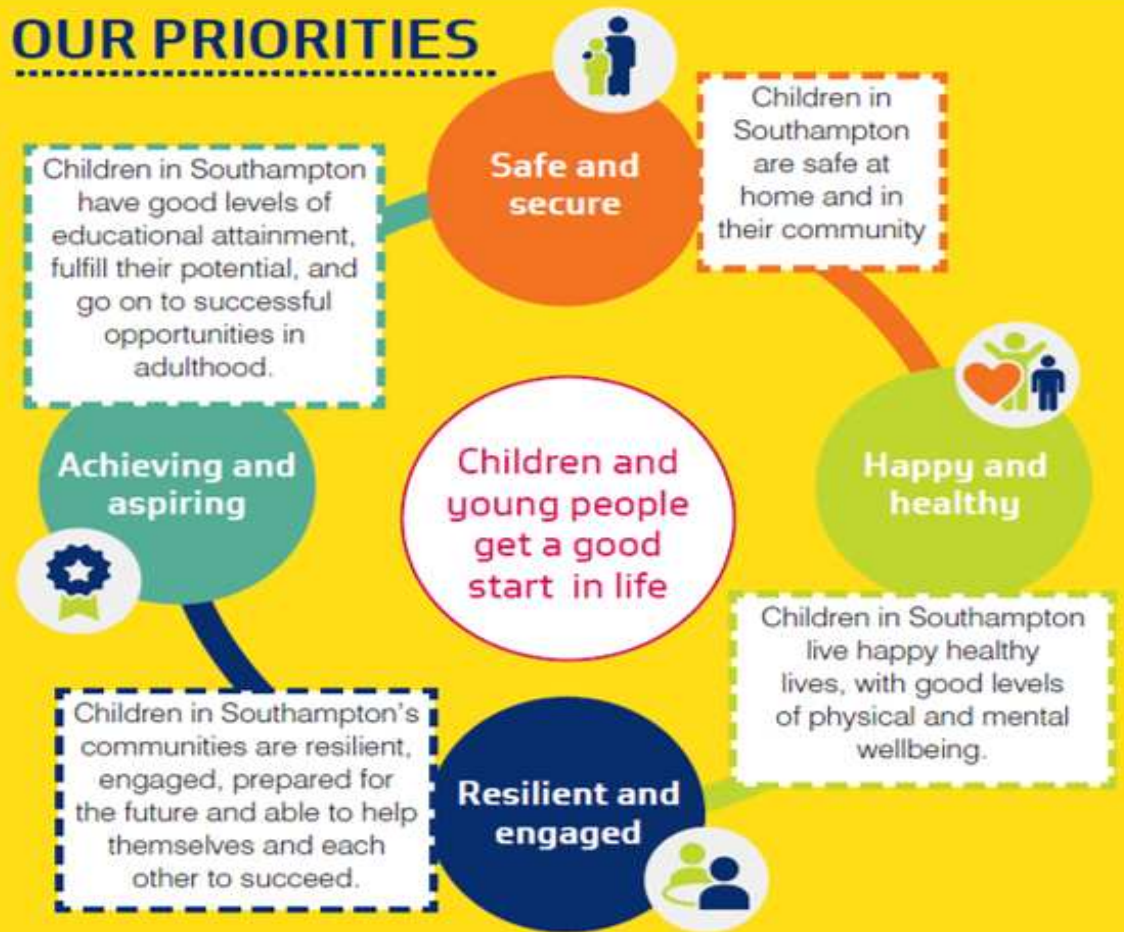 OUR PRIORITIES
Safe and
secure
Children in
Southampton
are safe at
home and in
their community
Happy and
healthy
Children in Southampton
live happy healthy
lives, with good levels
of physical and mental
wellbeing.
Resilient and
engaged
Children in Southampton's
communities are resilient,
engaged, prepared for
the future and able to help
themselves and each
other to succeed.
Achieving and
aspiring
Children in Southampton
have good levels of
educational attainment,
fulfill their potential, and
go on to successful
opportunities in
adulthood.
Children and
young people
get a good
start in life